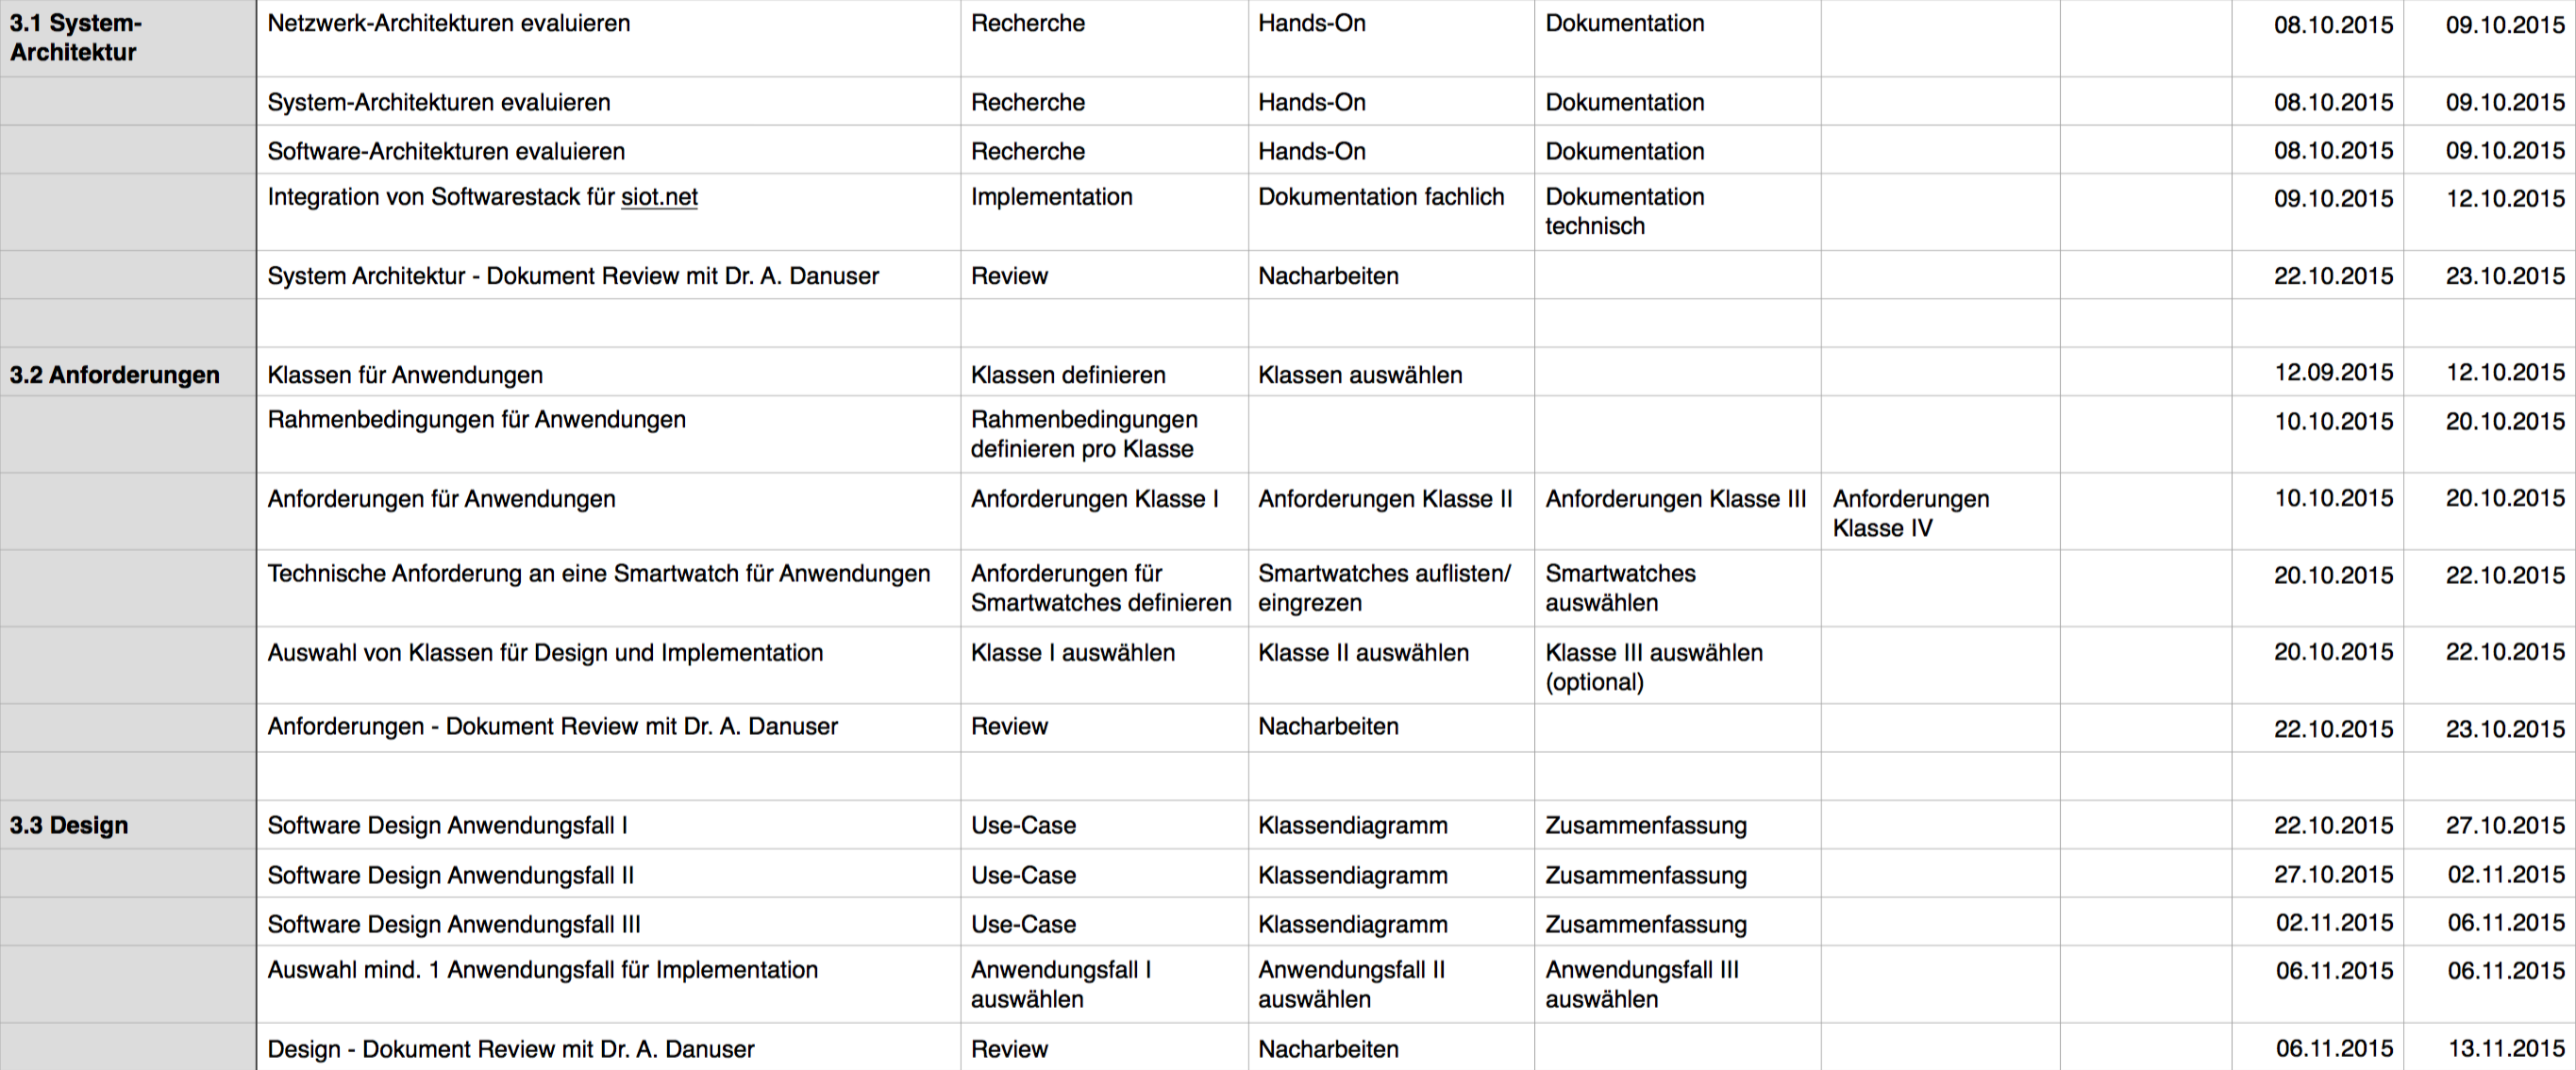 3.1 System-Architektur Netzwerk-Architekturen evaluieren Recherche Hands-On Dokumentation 08.10.2015 09.10.2015
System-Architekturen evaluieren Recherche Hands-On Dokumentation 08.10.2015 09.10.2015
Software-Architekturen evaluieren Recherche Hands-On Dokumentation 08.10.2015 09.10.2015
Integration von Softwarestack für siot.net Implementation Dokumentation fachlich Dokumentation technisch 09.10.2015 12.10.2015
System Architektur - Dokument Review mit Dr. A. Danuser Review Nacharbeiten 22.10.2015 23.10.2015
3.2 Anforderungen Klassen für Anwendungen Klassen definieren Klassen auswählen 12.09.2015 12.10.2015
Rahmenbedingungen für Anwendungen Rahmenbedingungen definieren pro Klasse 10.10.2015 20.10.2015
Anforderungen für Anwendungen Anforderungen Klasse I Anforderungen Klasse II Anforderungen Klasse III Anforderungen Klasse IV 10.10.2015 20.10.2015
Technische Anforderung an eine Smartwatch für Anwendungen Anforderungen für Smartwatches definieren Smartwatches auflisten/ eingrezen Smartwatches auswählen 20.10.2015 22.10.2015
Auswahl von Klassen für Design und Implementation Klasse I auswählen Klasse II auswählen Klasse III auswählen (optional) 20.10.2015 22.10.2015
Anforderungen - Dokument Review mit Dr. A. Danuser Review Nacharbeiten 22.10.2015 23.10.2015
3.3 Design Software Design Anwendungsfall I Use-Case Klassendiagramm Zusammenfassung 22.10.2015 27.10.2015
Software Design Anwendungsfall II Use-Case Klassendiagramm Zusammenfassung 27.10.2015 02.11.2015
Software Design Anwendungsfall III Use-Case Klassendiagramm Zusammenfassung 02.11.2015 06.11.2015
Auswahl mind. 1 Anwendungsfall für Implementation Anwendungsfall I auswählen Anwendungsfall II auswählen Anwendungsfall III auswählen 06.11.2015 06.11.2015
Design - Dokument Review mit Dr. A. Danuser Review Nacharbeiten 06.11.2015 13.11.2015